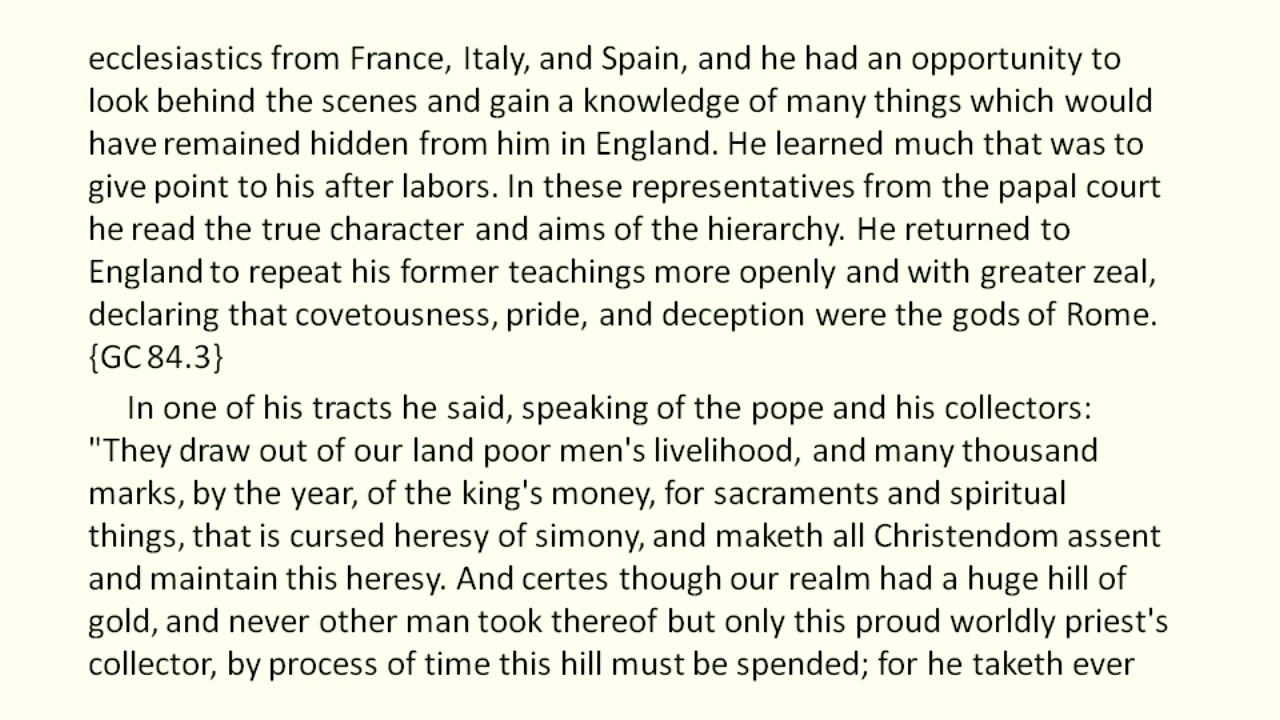 ecclesiastics from France, Italy, and Spain, and he had an opportunity to
look behind the scenes and gain a knowledge of many things which would
have remained hidden from him in England. He learned much that was to
give point to his after labors. In these representatives from the papal court
he read the true character and aims of the hierarchy. He returned to
England to repeat his former teachings more openly and with greater zeal,
declaring that covetousness, pride, and deception were the gods of Rome.
{GC 84.3}
In one of his tracts he said, speaking of the pope and his collectors:
"They draw out of our land poor men's livelihood, and many thousand
marks, by the year, of the king's money, for sacraments and spiritual
things, that is cursed heresy of simony, and maketh all Christendom assent
and maintain this heresy. And certes though our realm had a huge hill of
gold, and never other man took thereof but only this proud worldly priest's
collector, by process of time this hill must be spended; for he taketh ever